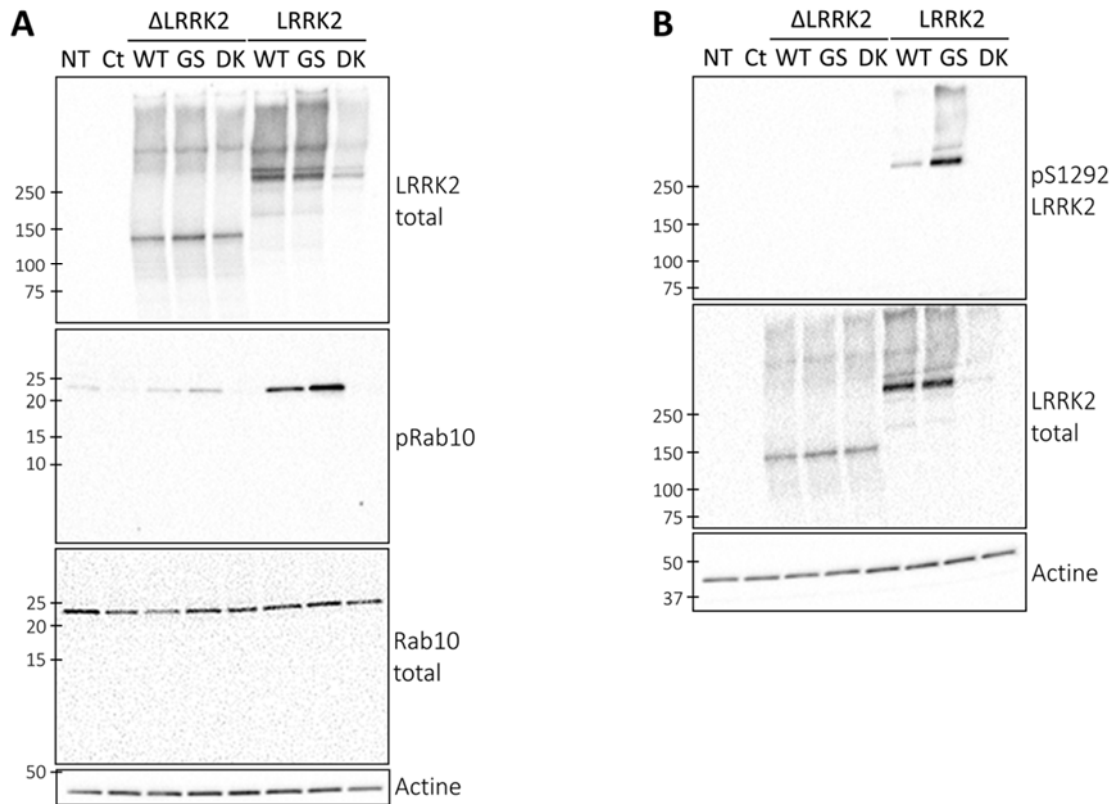 A
ΔLRRK2 LRRK2
NT Ct WT GS DK WT GS DK
250
150
100
75
LRRK2
total
25
20
15
10
pRab10
25
20
15
Rab10
total
50
Actine
B
ΔLRRK2 LRRK2
NT Ct WT GS DK WT GS DK
250
150
100
75
pS1292
LRRK2
250
150
100
75
LRRK2
total
50
37
Actine